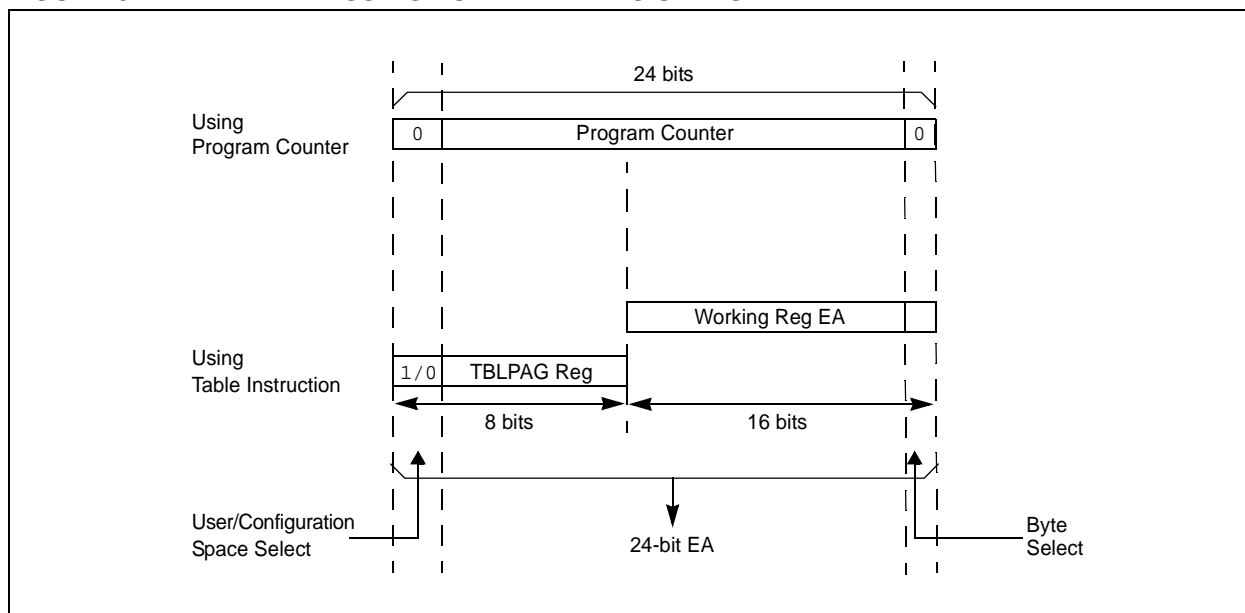 24 bits
Using
Program Counter
0
Program Counter
0
Working Reg EA
Using
Table Instruction
1/0
TBLPAG Reg
8 bits
16 bits
User/Configuration
Space Select
24-bit EA
Byte
Select